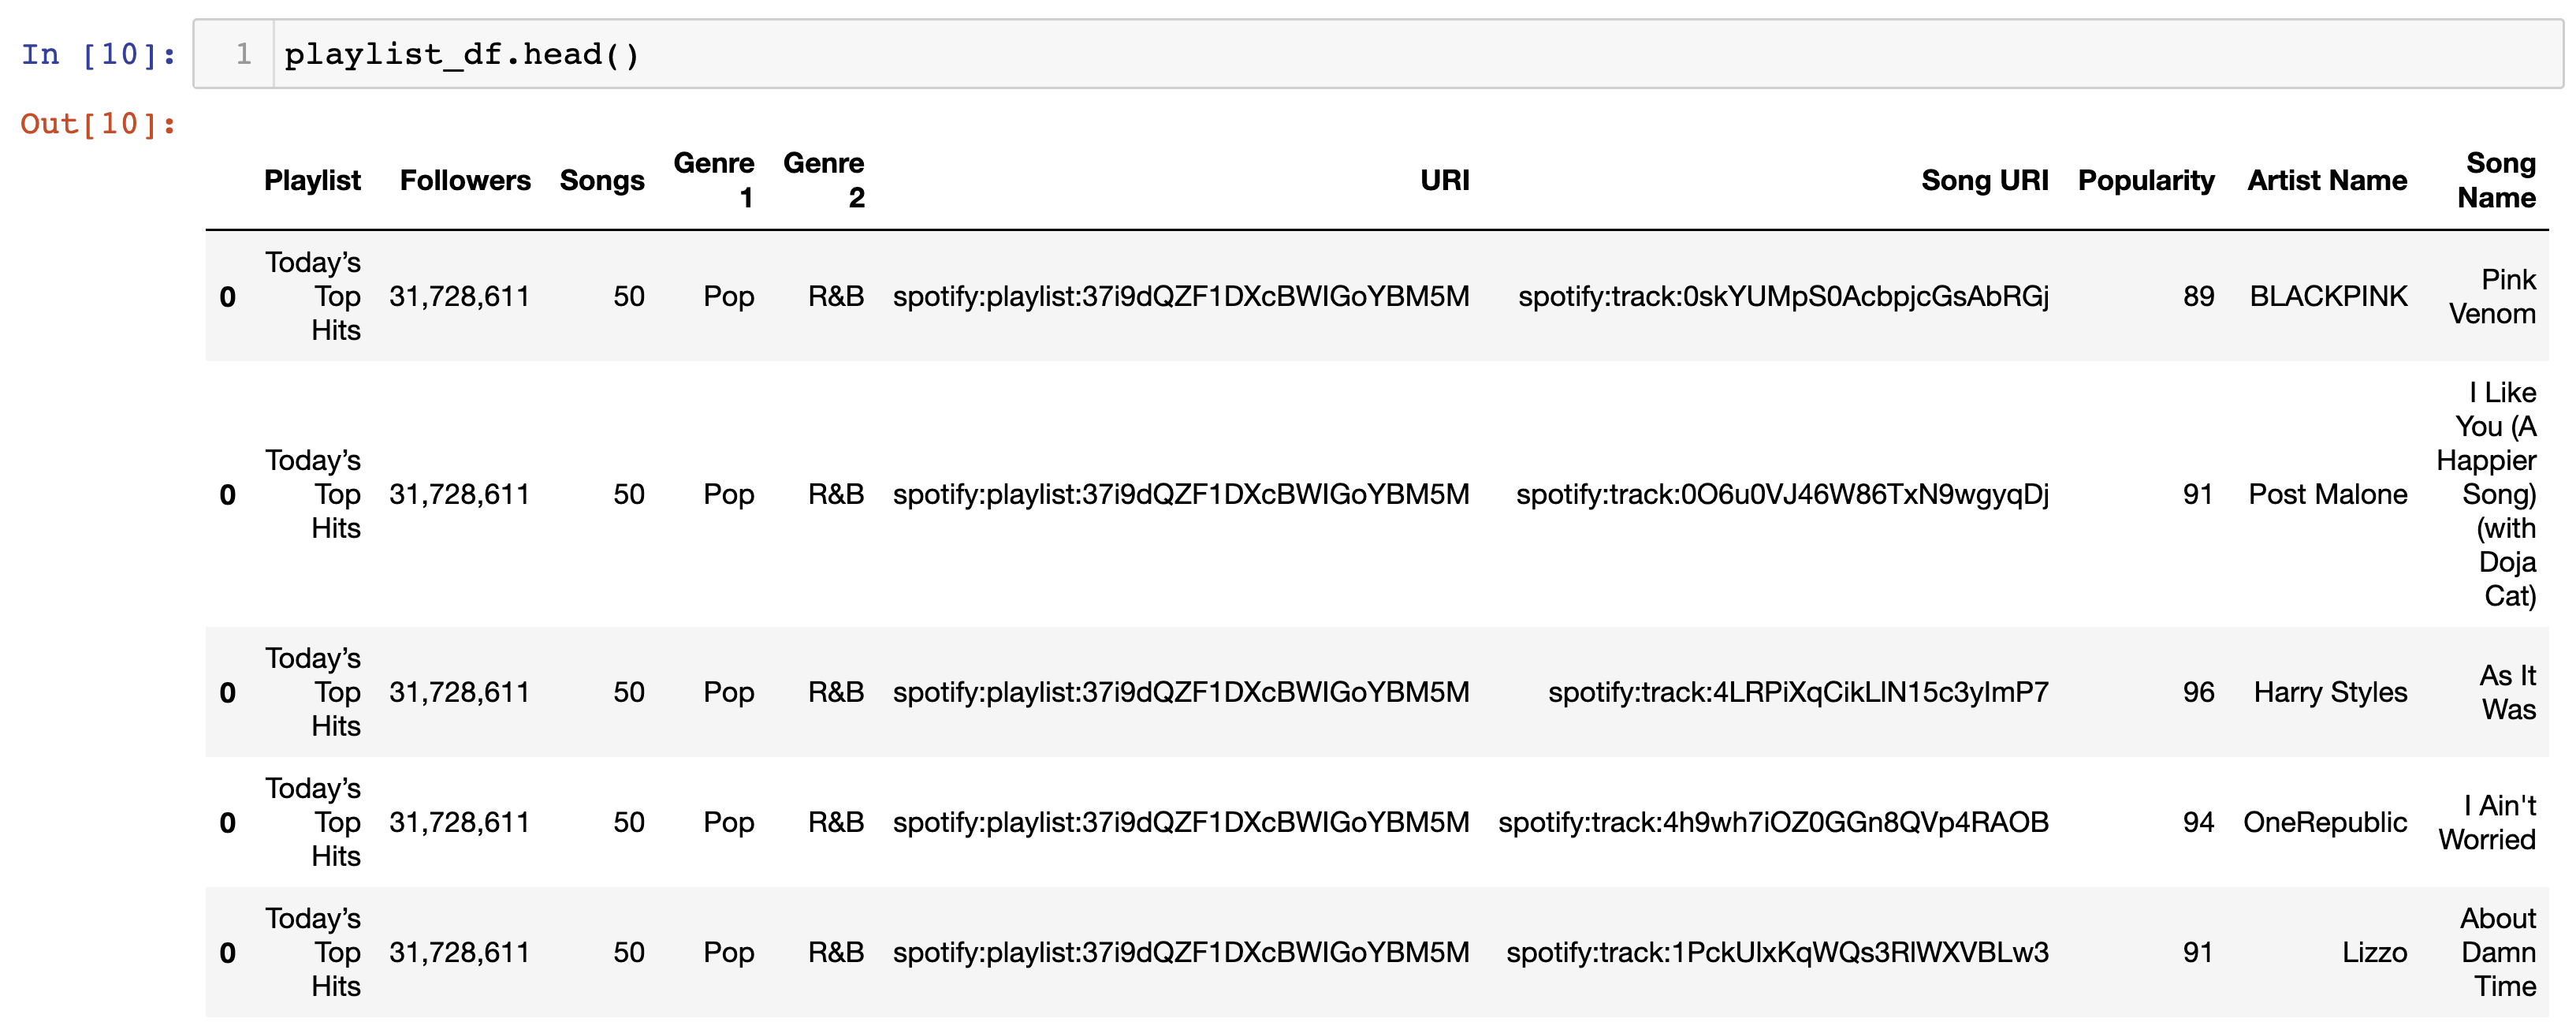 In [10]: 1 playlist_df.head()
Out[10]:
Playlist Followers Songs Genre 1 Genre 2 URI Song URI Popularity Artist Name Song Name
0 Today’s Top Hits 31,728,611 50 Pop R&B spotify:playlist:37i9dQZF1DXcBWIGoYBM5M spotify:track:0skYUMpS0AcbpjcGsAbRGj 89 BLACKPINK Pink Venom
0 Today’s Top Hits 31,728,611 50 Pop R&B spotify:playlist:37i9dQZF1DXcBWIGoYBM5M spotify:track:0O6u0VJ46W86TxN9wgyqDj 91 Post Malone I Like You (A Happier Song) (with Doja Cat)
0 Today’s Top Hits 31,728,611 50 Pop R&B spotify:playlist:37i9dQZF1DXcBWIGoYBM5M spotify:track:4LRPiXqCikLlN15c3yImP7 96 Harry Styles As It Was
0 Today’s Top Hits 31,728,611 50 Pop R&B spotify:playlist:37i9dQZF1DXcBWIGoYBM5M spotify:track:4h9wh7iOZ0GGn8QVp4RAOB 94 OneRepublic I Ain't Worried
0 Today’s Top Hits 31,728,611 50 Pop R&B spotify:playlist:37i9dQZF1DXcBWIGoYBM5M spotify:track:1PckUlxKqWQs3RlWXVBLw3 91 Lizzo About Damn Time